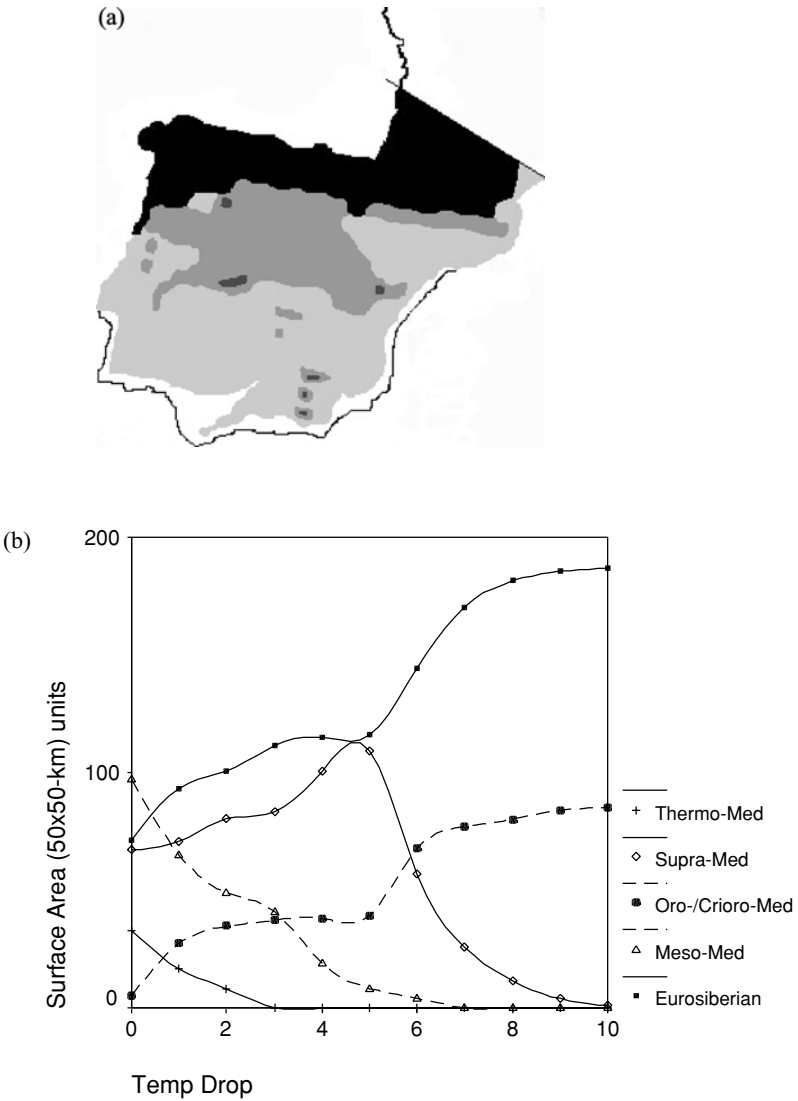 (a)
(b)
200
100
0
Surface Area (50x50-km) units
0 2 4 6 8 10
Temp Drop
Thermo-Med
Supra-Med
Oro-/Crioro-Med
Meso-Med
Eurosiberian